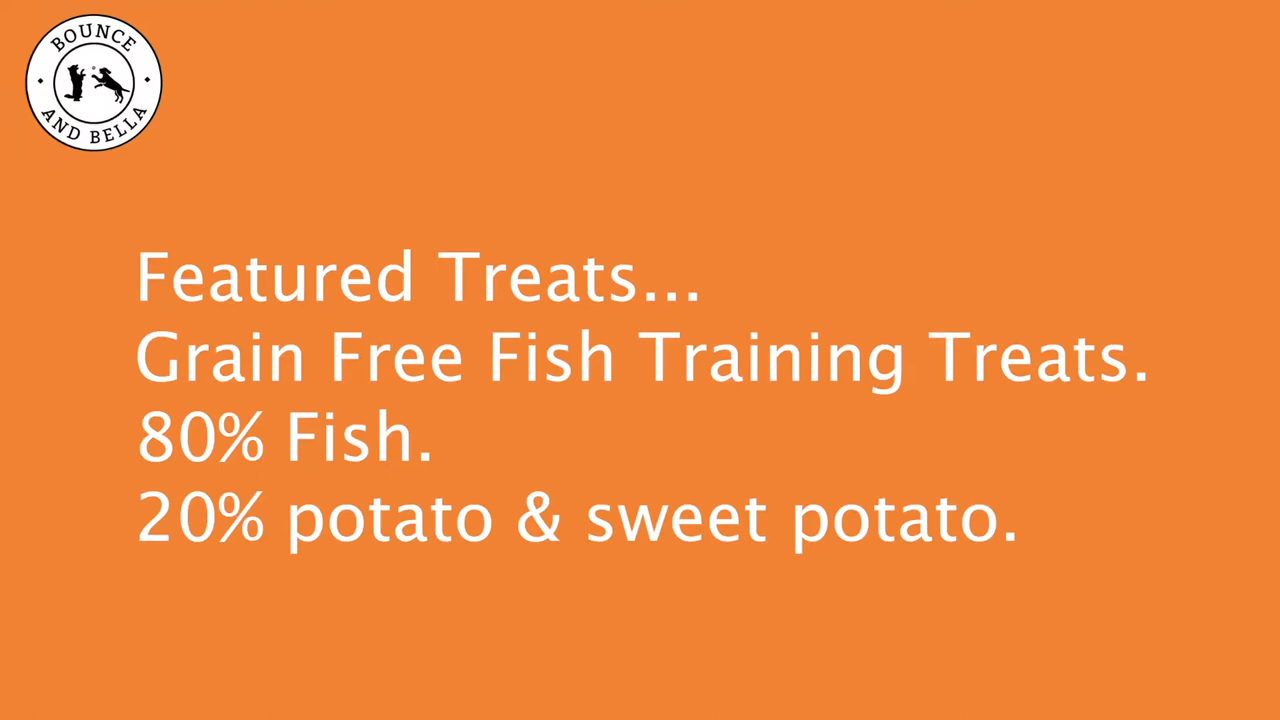 BOUNCE
AND BELLA
Featured Treats...
Grain Free Fish Training Treats.
80% Fish.
20% potato & sweet potato.